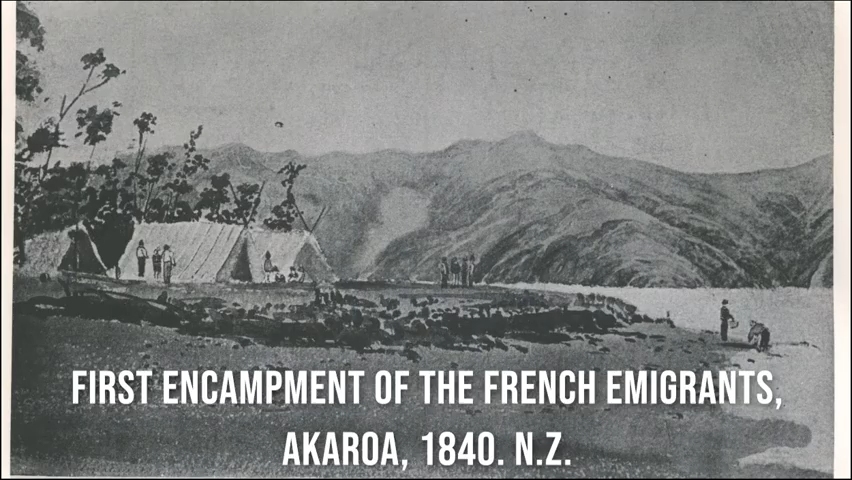 FIRST ENCAMPMENT OF THE FRENCH EMIGRANTS,
AKAROA, 1840. N.Z.